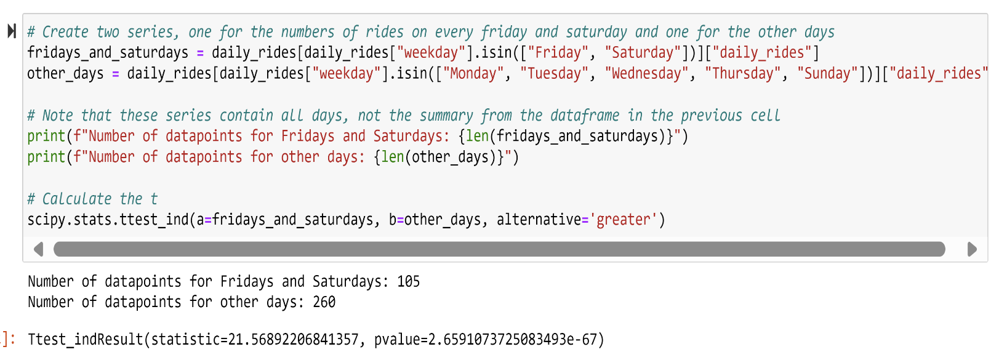 # Create two series, one for the numbers of rides on every friday and saturday and one for the other days
fridays_and_saturdays = daily_rides[daily_rides["weekday"].isin(["Friday", "Saturday"])]["daily_rides"]
other_days = daily_rides[daily_rides["weekday"].isin(["Monday", "Tuesday", "Wednesday", "Thursday", "Sunday"])]["daily_rides"
# Note that these series contain all days, not the summary from the dataframe in the previous cell
print(f"Number of datapoints for Fridays and Saturdays: {len(fridays_and_saturdays)}")
print(f"Number of datapoints for other days: {len(other_days)}")
# Calculate the t
scipy.stats.ttest_ind(a=fridays_and_saturdays, b=other_days, alternative='greater')
Number of datapoints for Fridays and Saturdays: 105
Number of datapoints for other days: 260
]: Ttest_indResult(statistic=21.56892206841357, pvalue=2.6591073725083493e-67)